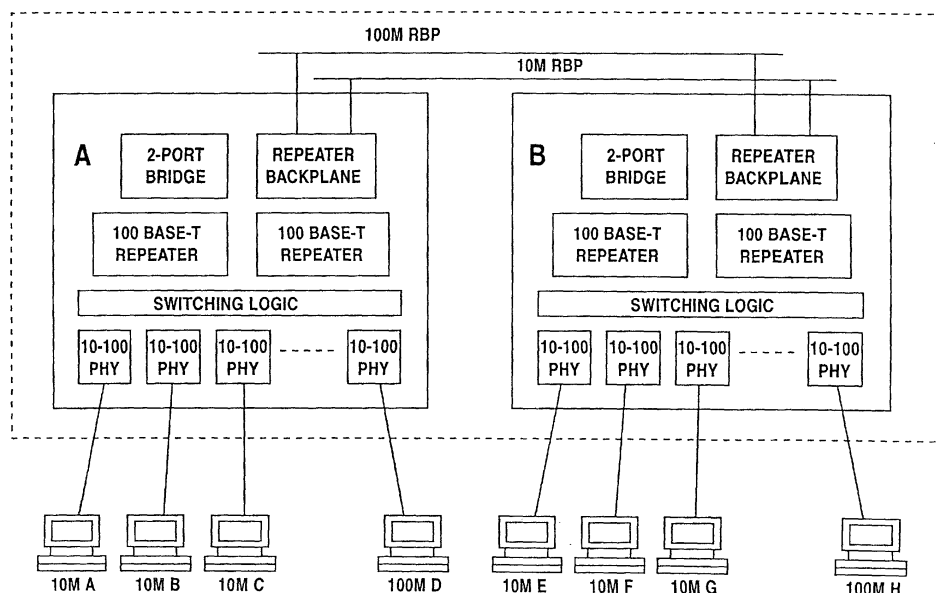 100M RBP
10M RBP
A
2-PORT
BRIDGE
REPEATER
BACKPLANE
100 BASE-T
REPEATER
100 BASE-T
REPEATER
SWITCHING LOGIC
10-100
PHY
10-100
PHY
10-100
PHY
10-100
PHY
B
2-PORT
BRIDGE
REPEATER
BACKPLANE
100 BASE-T
REPEATER
100 BASE-T
REPEATER
SWITCHING LOGIC
10-100
PHY
10-100
PHY
10-100
PHY
10-100
PHY
10M A
10M B
10M C
100M D
10M E
10M F
10M G
100M H